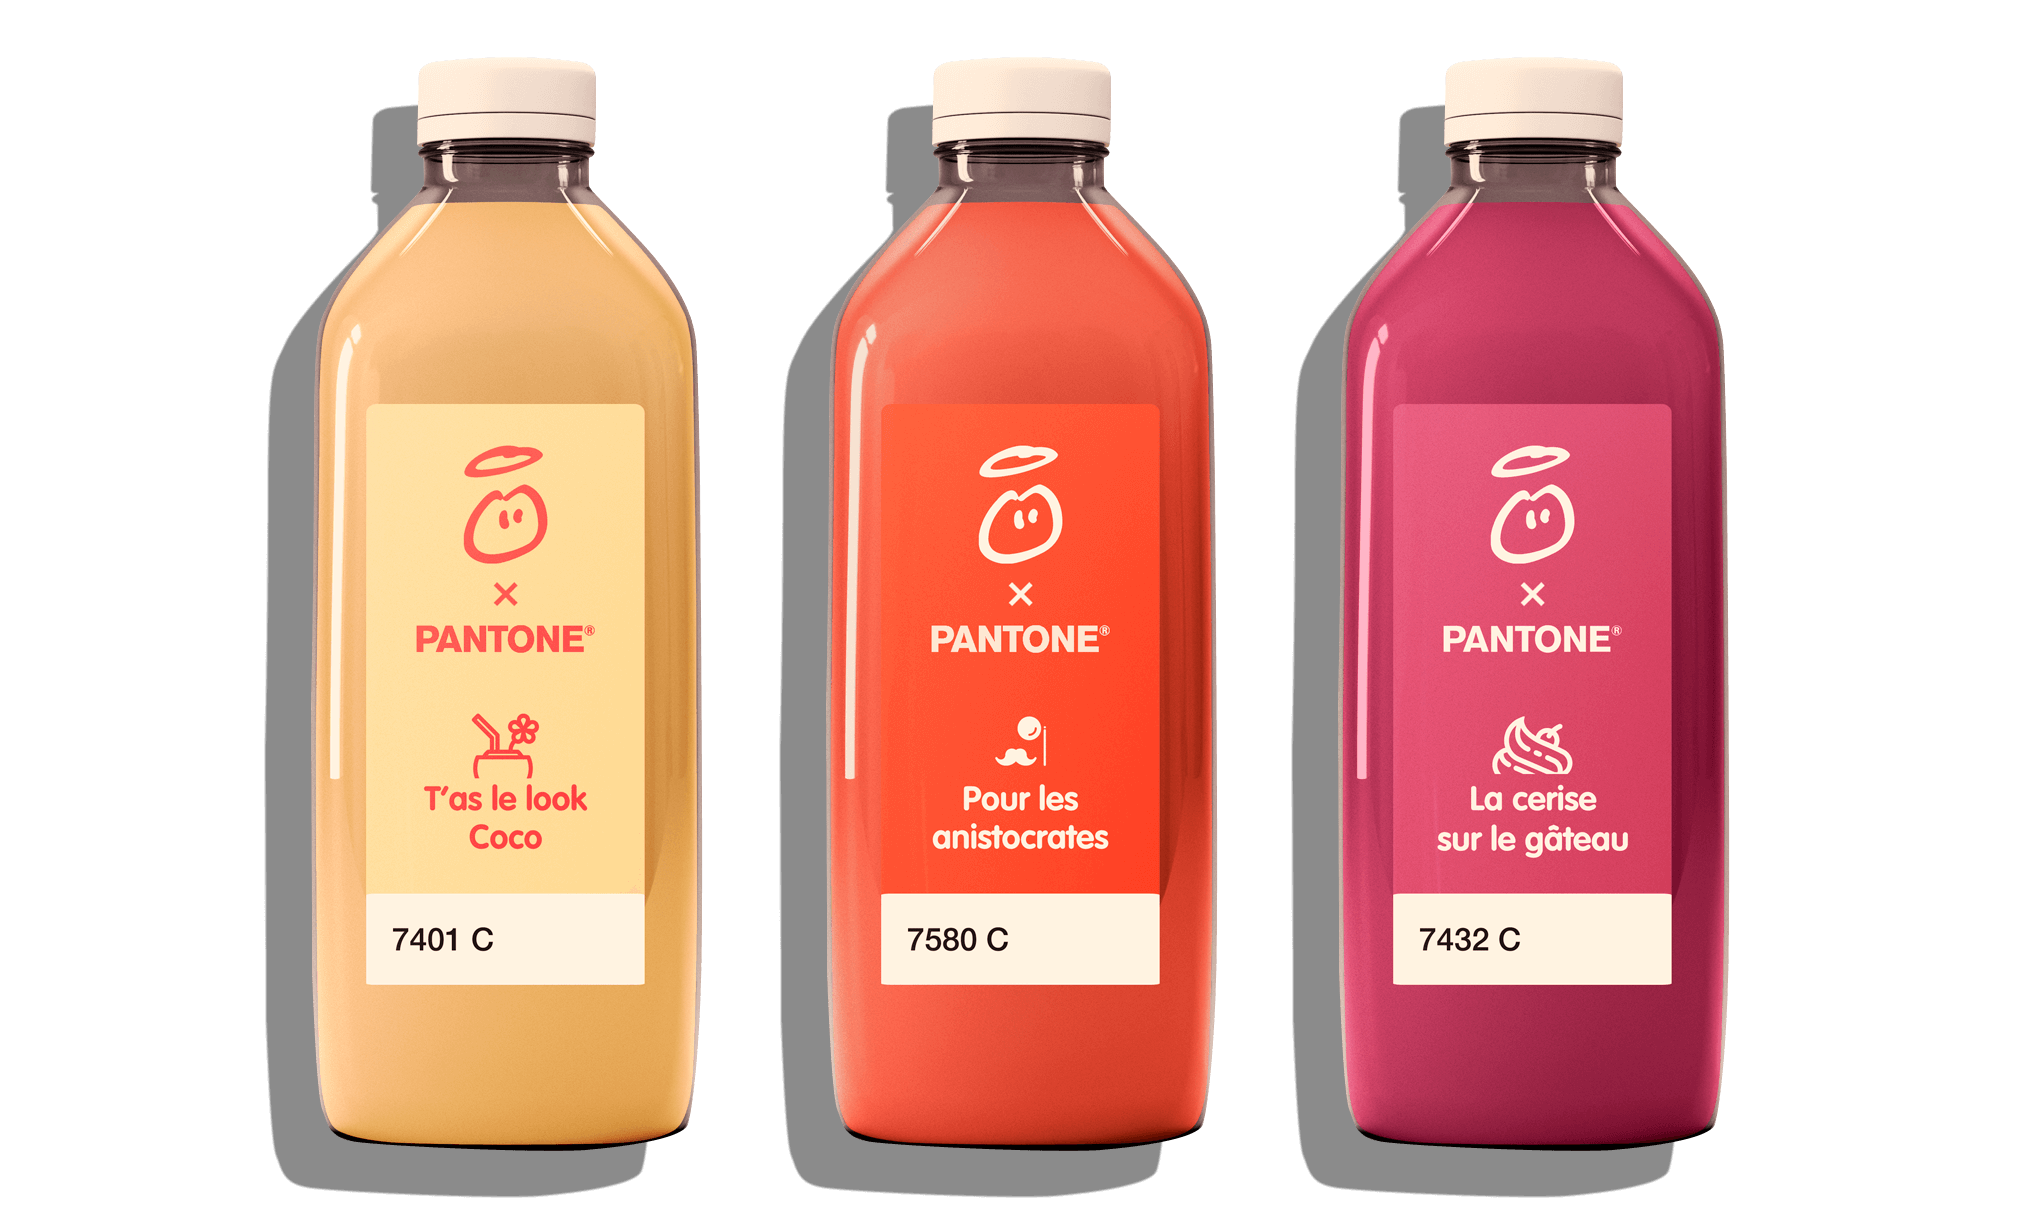 ×
PANTONE®
T'as le look
Coco
7401 C
×
PANTONE®
Pour les
anistocrates
7580 C
×
PANTONE®
La cerise
sur le gâteau
7432 C